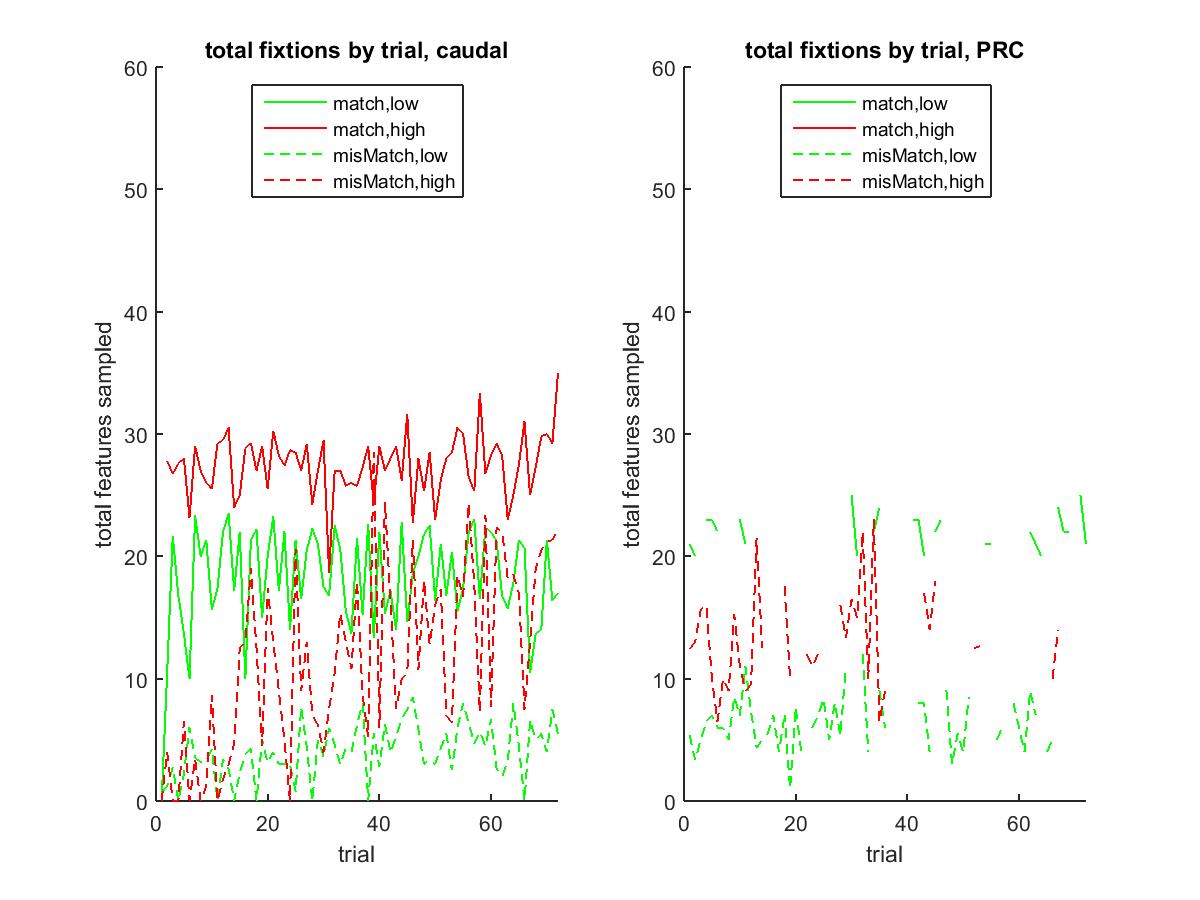 total fixtions by trial, caudal
60
50
40
30
20
10
0
total features sampled
match,low
match,high
misMatch,low
misMatch,high
0 20 40 60
trial
total fixtions by trial, PRC
60
50
40
30
20
10
0
total features sampled
match,low
match,high
misMatch,low
misMatch,high
0 20 40 60
trial